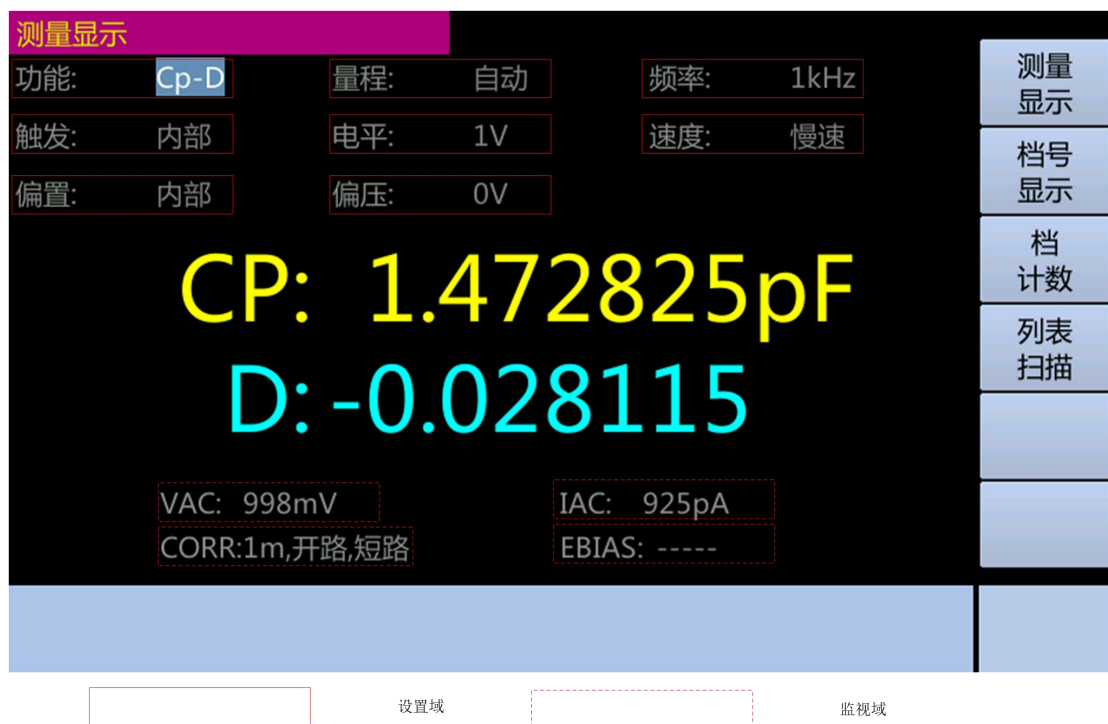 测量显示
功能: Cp-D 量程: 自动 频率: 1kHz
触发: 内部 电平: 1V 速度: 慢速
偏置: 内部 偏压: 0V
CP: 1.472825pF
D: -0.028115
VAC: 998mV IAC: 925pA
CORR:1m,开路,短路 EBIAS: -----
测量
显示
档号
显示
档
计数
列表
扫描
设置域 监视域